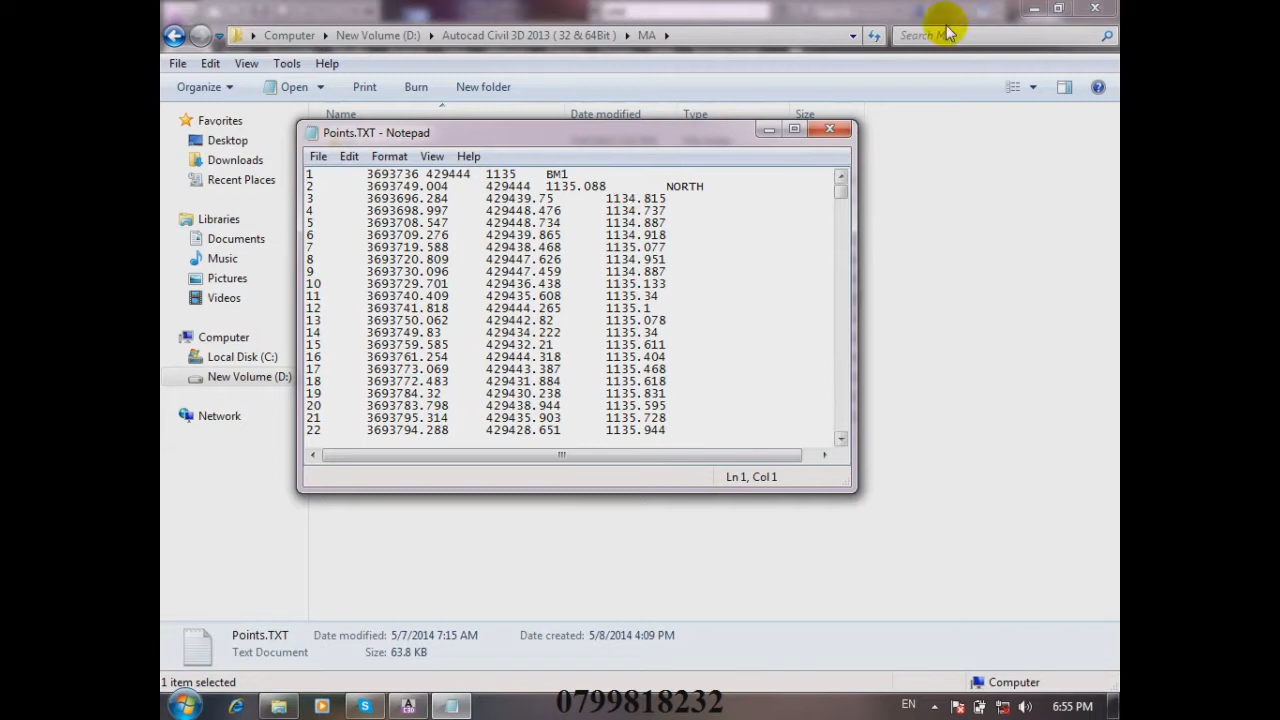 Computer New Volume (D:) Autocad Civil 3D 2013 ( 32 & 64Bit ) MA
File Edit View Tools Help
Organize Open Print Burn New folder
Name Date modified Type Size
Favorites
Desktop
Downloads
Recent Places
Libraries
Documents
Music
Pictures
Videos
Computer
Local Disk (C:)
New Volume (D:)
Network
Points.TXT - Notepad
File Edit Format View Help
1 3693736 429444 1135 BM1
2 3693749.004 429444 1135.088 NORTH
3 3693696.284 429439.75 1134.815
4 3693698.997 429448.476 1134.737
5 3693708.547 429448.734 1134.887
6 3693709.276 429439.865 1134.918
7 3693719.588 429438.468 1135.077
8 3693720.809 429447.626 1134.951
9 3693730.096 429447.459 1134.887
10 3693729.701 429436.438 1135.133
11 3693740.409 429435.608 1135.34
12 3693741.818 429444.265 1135.1
13 3693750.062 429442.82 1135.078
14 3693749.83 429434.222 1135.34
15 3693759.585 429432.21 1135.611
16 3693761.254 429444.318 1135.404
17 3693773.069 429443.387 1135.468
18 3693772.483 429431.884 1135.618
19 3693784.32 429430.238 1135.831
20 3693783.798 429438.944 1135.595
21 3693795.314 429435.903 1135.728
22 3693794.288 429428.651 1135.944
Ln 1, Col 1
Points.TXT Date modified: 5/7/2014 7:15 AM Date created: 5/8/2014 4:09 PM
Text Document Size: 63.8 KB
1 item selected Computer
0799818232
EN 6:55 PM